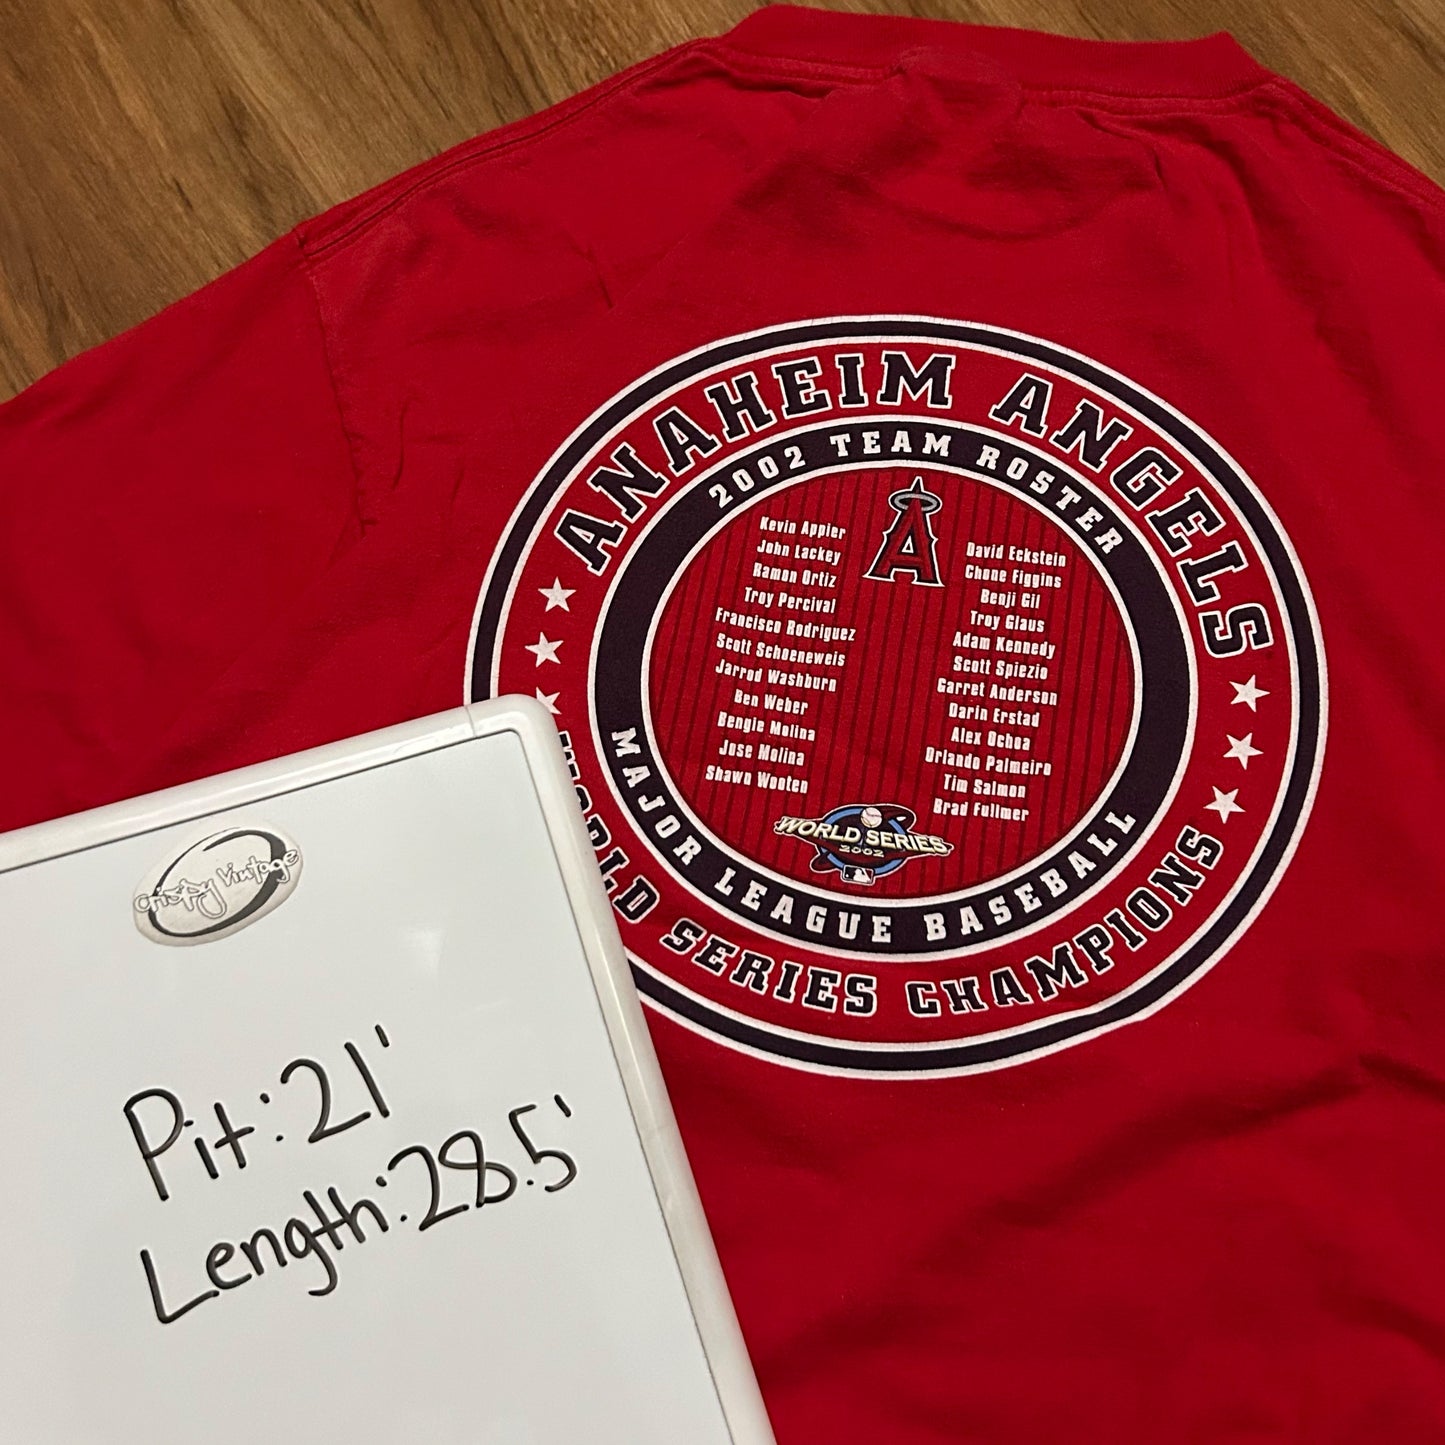 ANAHEIM ANGELS
2002 TEAM ROSTER
A
Kevin Appier
John Lackey
Ramon Ortiz
Troy Percival
Francisco Rodriguez
Scott Schoeneweis
Jarrod Washburn
Ben Weber
Bengie Molina
Jose Molina
Shawn Wooten
David Eckstein
Chone Figgins
Benji Gil
Troy Glaus
Adam Kennedy
Scott Spiezio
Garret Anderson
Darin Erstad
Alex Ochoa
Orlando Palmeiro
Tim Salmon
Brad Fullmer
WORLD SERIES
2002
MAJOR LEAGUE BASEBALL
WORLD SERIES CHAMPIONS
Crispy Vintage
Pit: 21'
Length: 28.5'